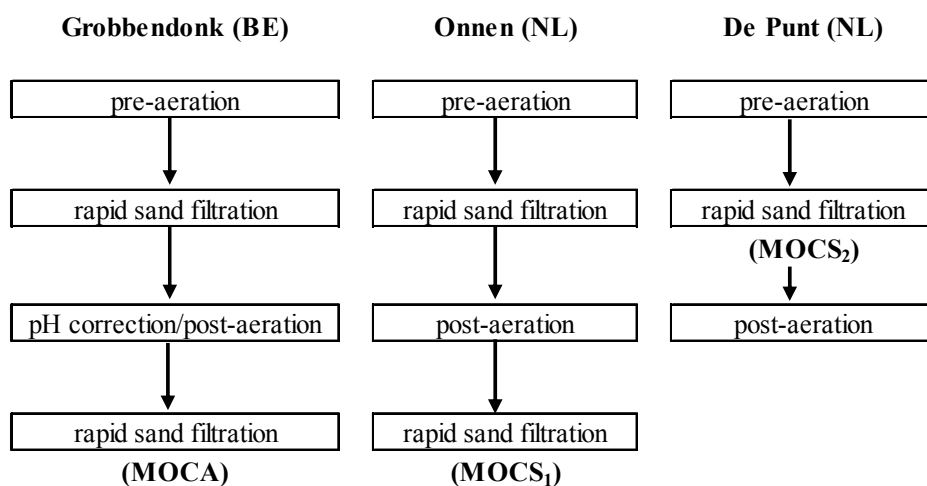 Grobbendonk (BE)
pre-aeration
rapid sand filtration
pH correction/post-aeration
rapid sand filtration
(MOCA)
Onnen (NL)
pre-aeration
rapid sand filtration
post-aeration
rapid sand filtration
(MOCS₁)
De Punt (NL)
pre-aeration
rapid sand filtration
(MOCS₂)
post-aeration